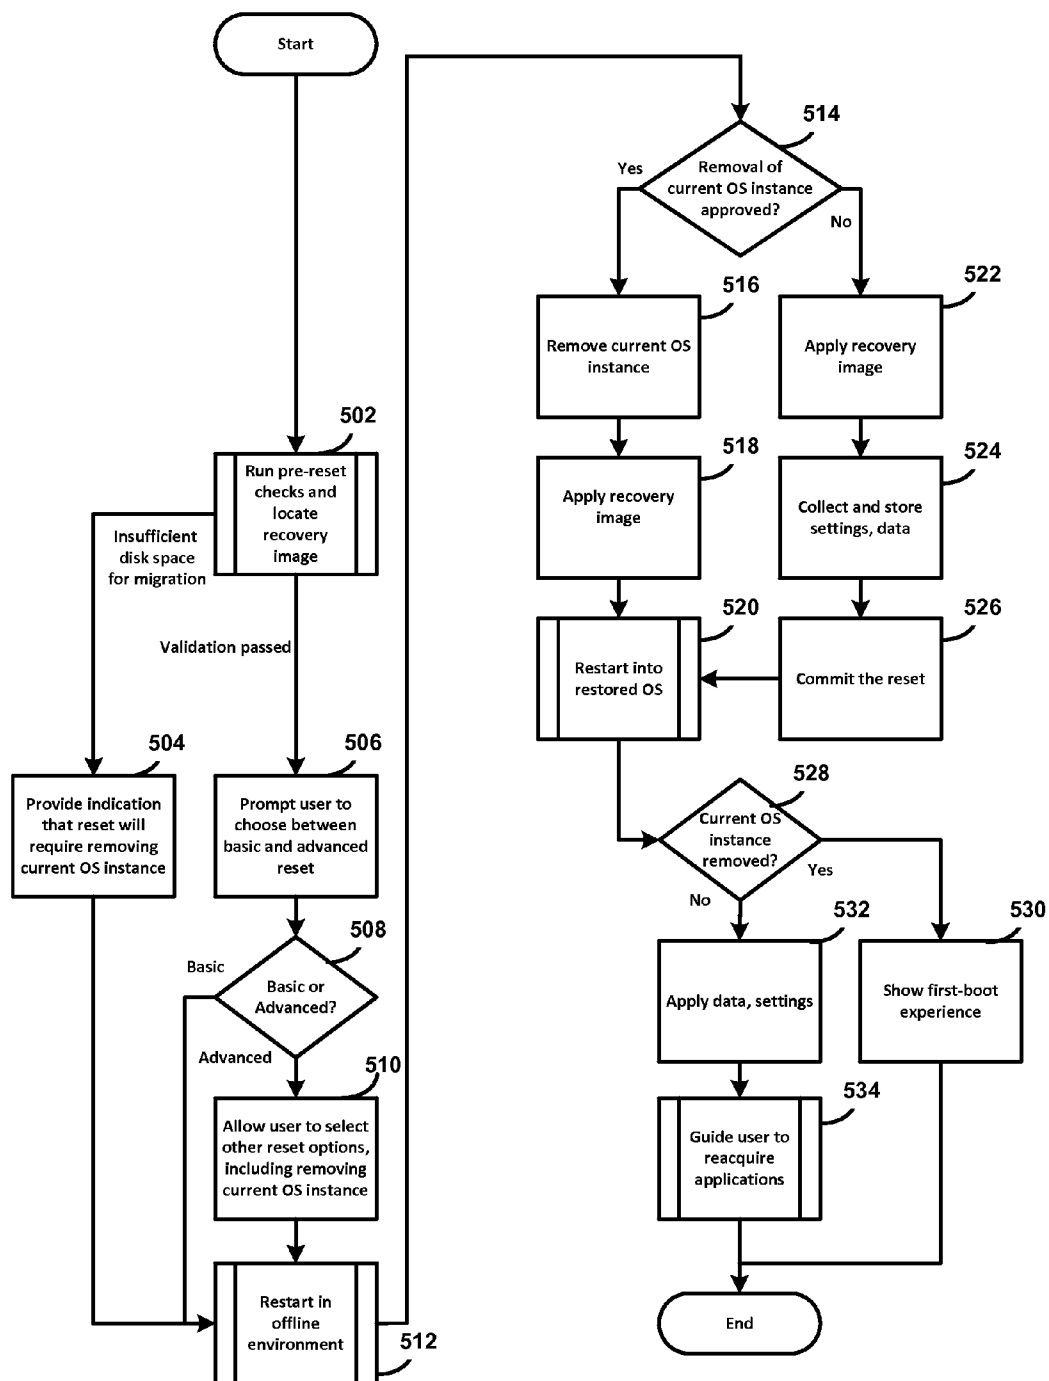 Start
502
Run pre-reset
checks and
locate
recovery
image
Insufficient
disk space
for migration
Validation passed
504
Provide indication
that reset will
require removing
current OS instance
506
Prompt user to
choose between
basic and advanced
reset
508
Basic
Basic or
Advanced?
Advanced
510
Allow user to select
other reset options,
including removing
current OS instance
Restart in
offline
environment
512
514
Yes
Removal of
current OS instance
approved?
No
516
Remove current OS
instance
522
Apply recovery
image
518
Apply recovery
image
524
Collect and store
settings, data
520
Restart into
restored OS
526
Commit the reset
528
Current OS
instance
removed?
Yes
No
532
Apply data, settings
530
Show first-boot
experience
534
Guide user to
reacquire
applications
End